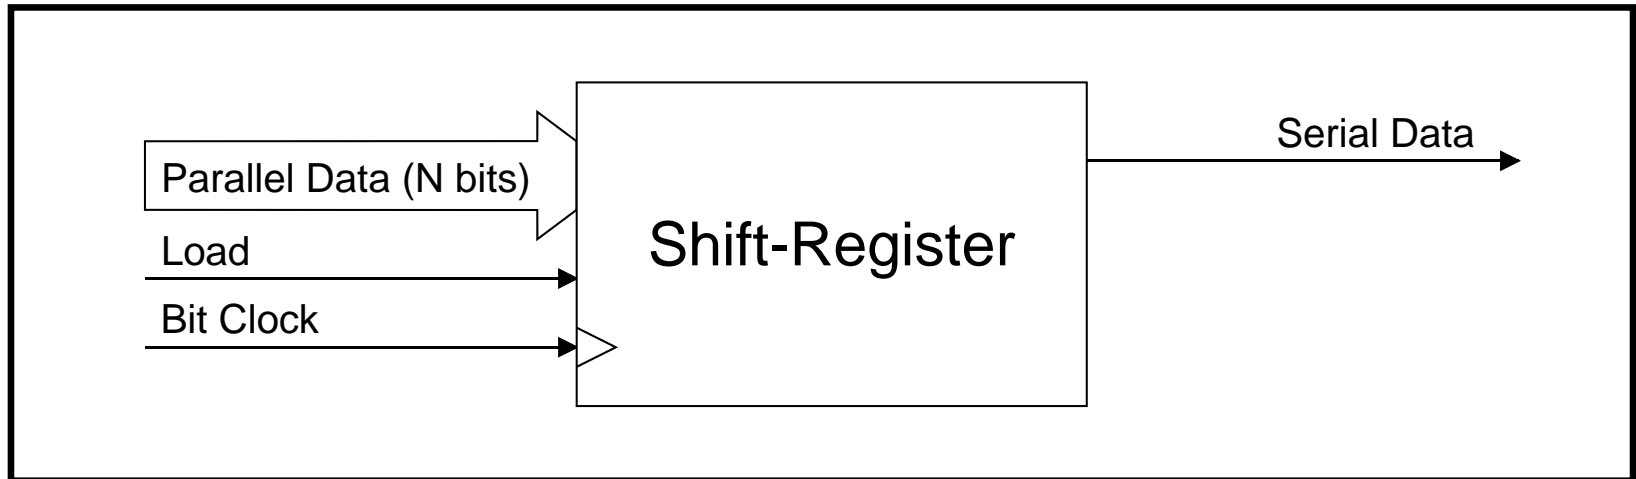 Parallel Data (N bits)
Load
Bit Clock
Shift-Register
Serial Data